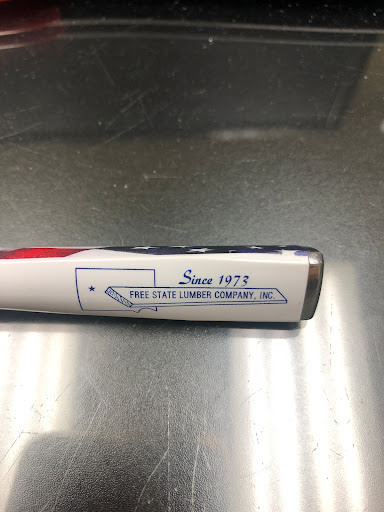 Since 1973
FREE STATE LUMBER COMPANY, INC.